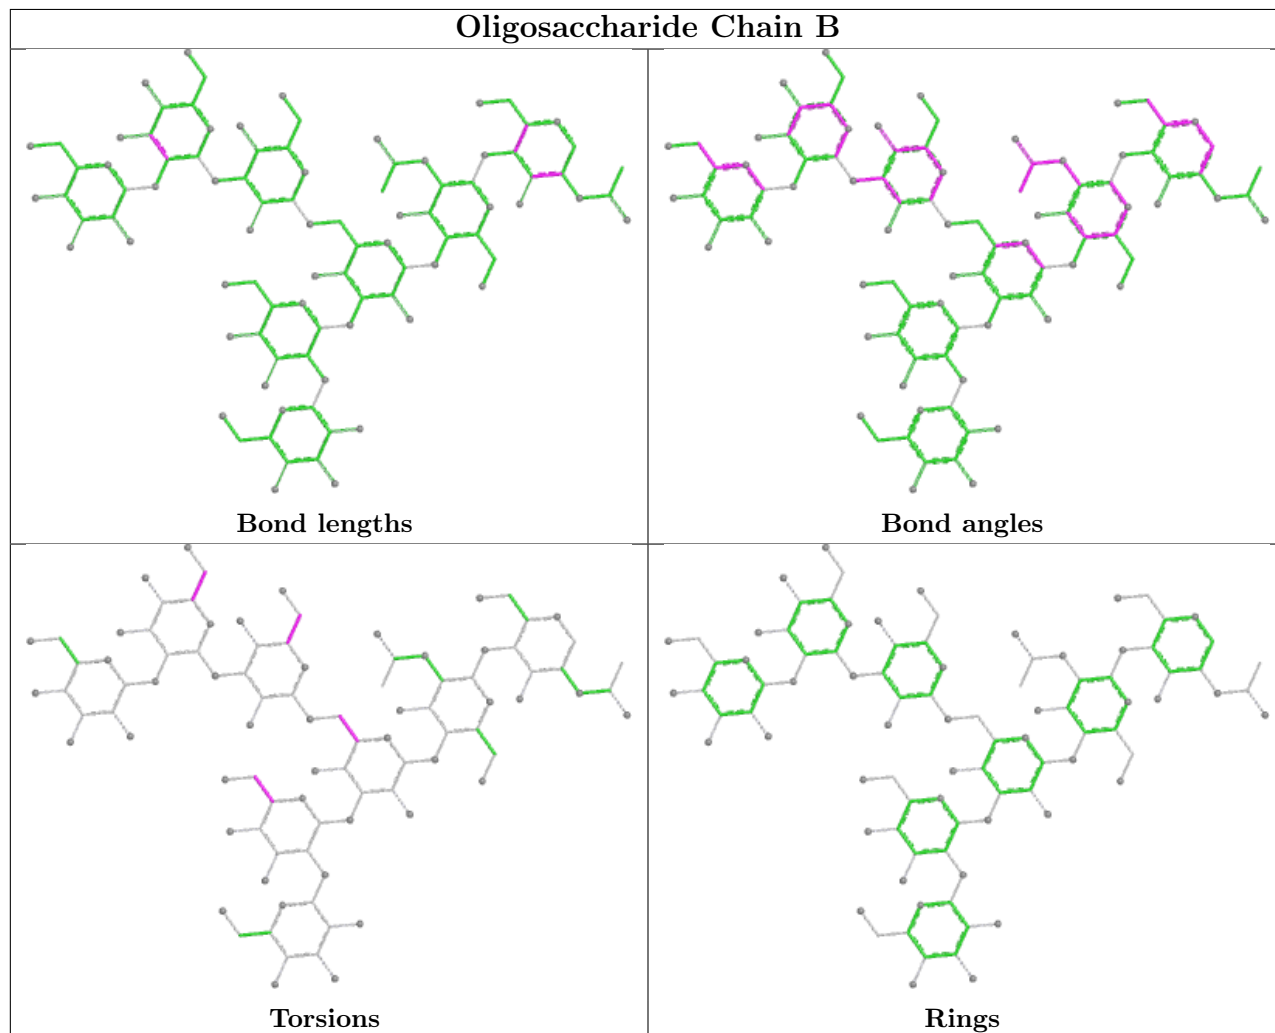 Oligosaccharide Chain B
Bond lengths
Bond angles
Torsions
Rings